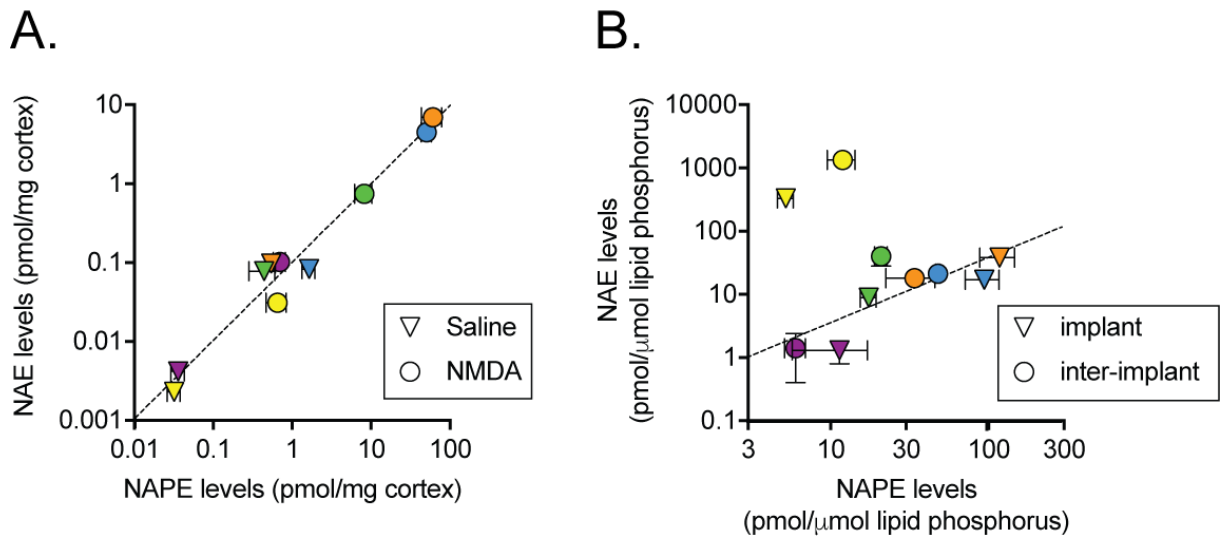 A.
NAE levels (pmol/mg cortex)
10
1
0.1
0.01
0.001
0.01
0.1
1
10
100
NAPE levels (pmol/mg cortex)
Saline
NMDA
B.
NAE levels
(pmol/μmol lipid phosphorus)
10000
1000
100
10
1
0.1
3
10
30
100
300
NAPE levels
(pmol/μmol lipid phosphorus)
implant
inter-implant